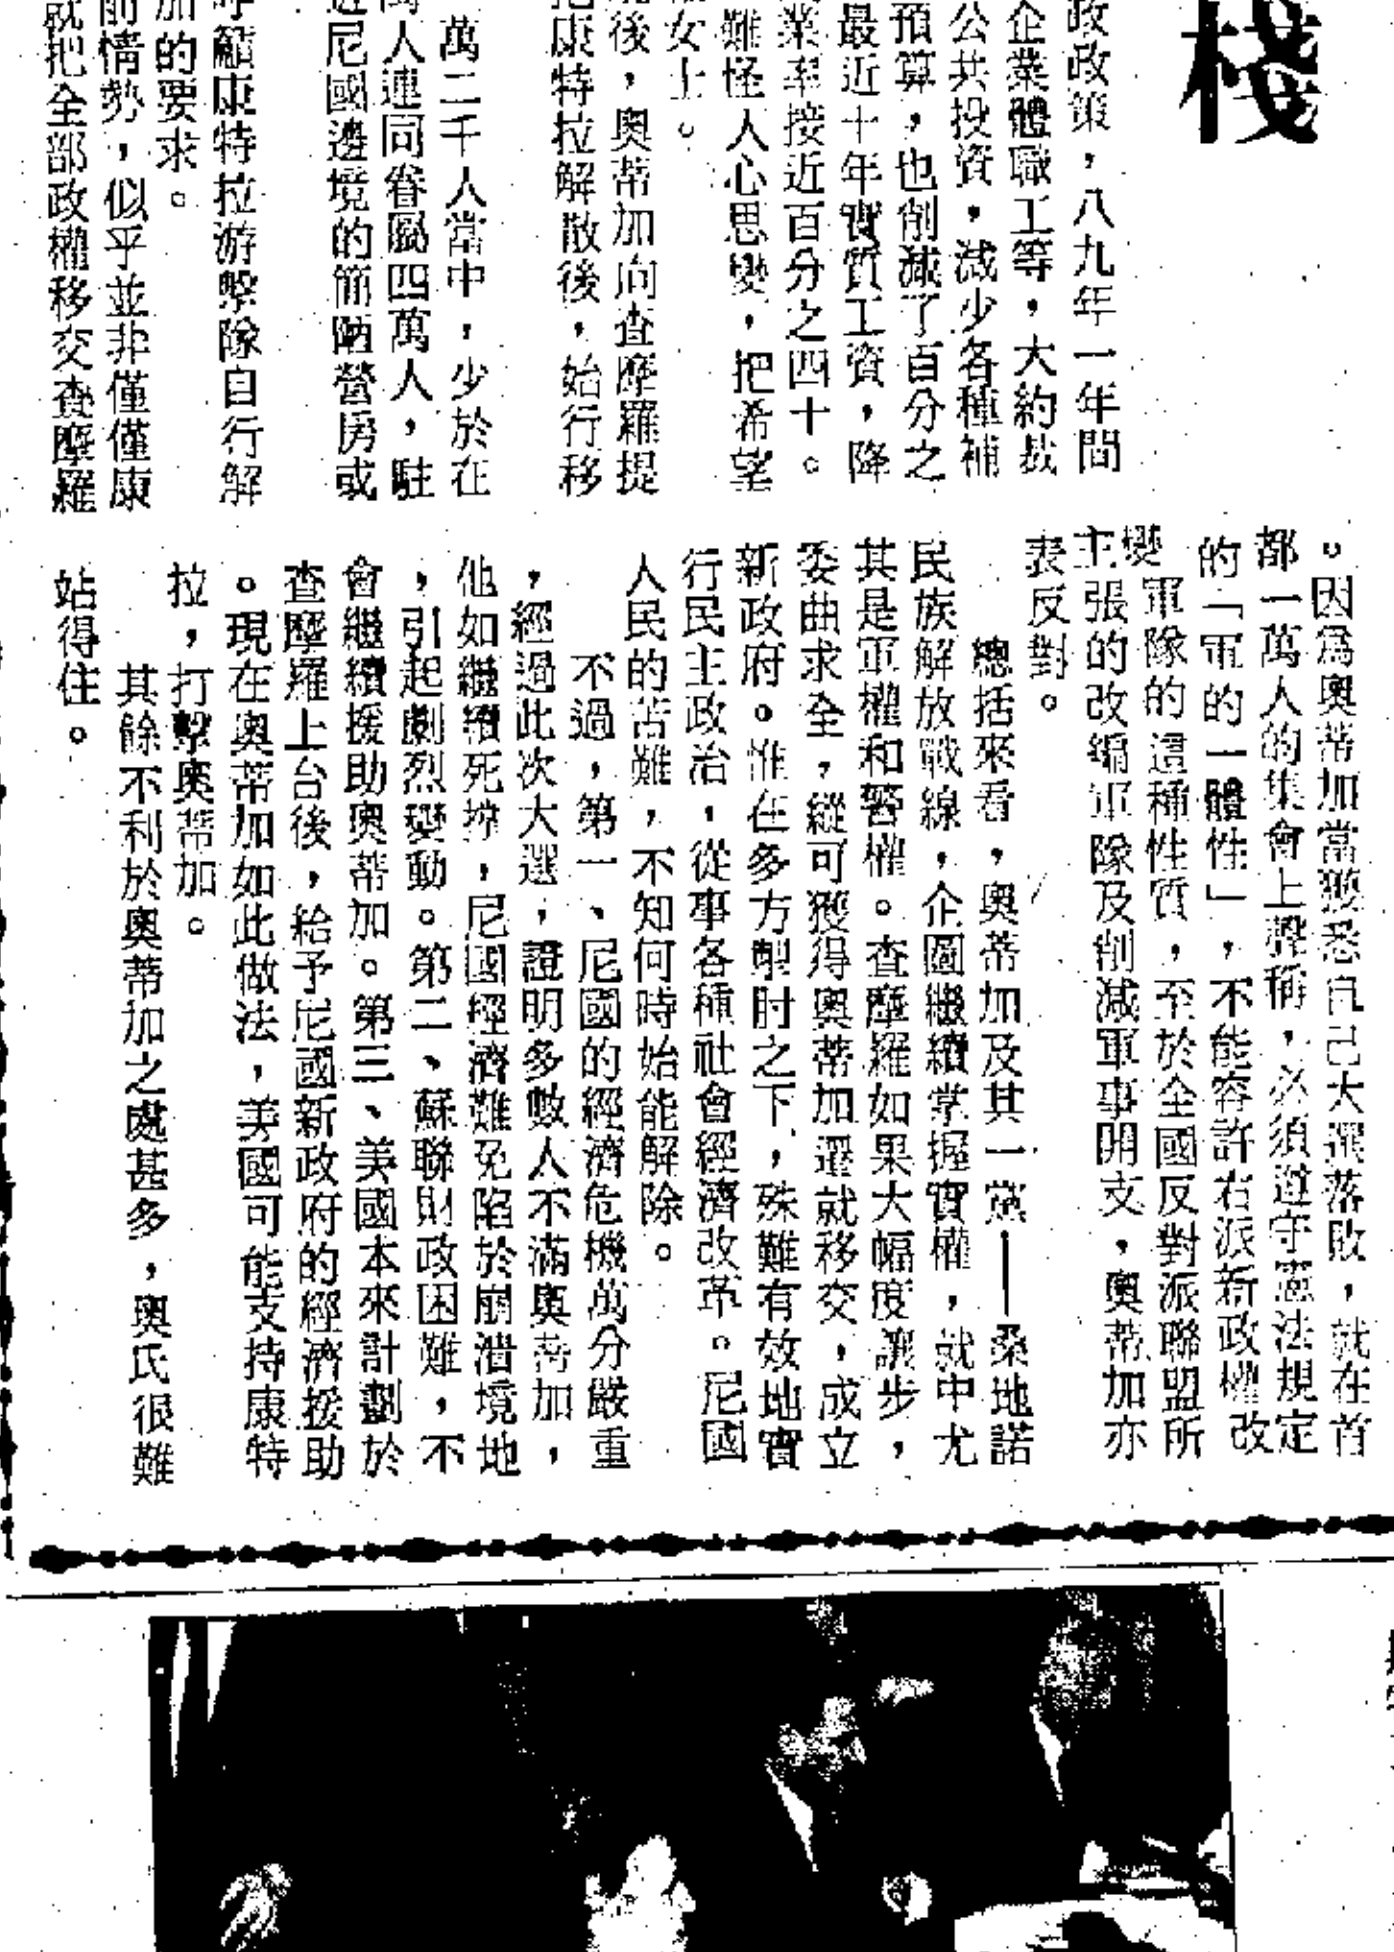 棧
政政策，八九年一年間
企業體職工等，大約裁
公共投資，減少各種補
預算，也削減了百分之
最近十年實質工資，降
業率接近百分之四十。
難怪人心思變，把希望
女士。
後，奧蒂加向查摩羅提
把康特拉解散後，始行移
萬二千人當中，少於在
萬人連同眷屬四萬人，駐
近尼國邊境的簡陋營房或
呼籲康特拉游擊隊自行解
加的要求。
前情勢，似乎並非僅僅康
就把全部政權移交查摩羅
。因為奧蒂加當獲悉自己大選落敗，就在首
都一萬人的集會上聲稱，必須遵守憲法規定
的「軍的一體性」，不能容許右派新政權改
變軍隊的這種性質，至於全國反對派聯盟所
主張的改編軍隊及削減軍事開支，奧蒂加亦
表反對。
總括來看，奧蒂加及其一黨——桑地諾
民族解放戰線，企圖繼續掌握實權，就中尤
其是軍權和警權。查摩羅如果大幅度讓步，
委曲求全，縱可獲得奧蒂加遷就移交，成立
新政府。惟在多方掣肘之下，殊難有效地實
行民主政治，從事各種社會經濟改革。尼國
人民的苦難，不知何時始能解除。
不過，第一、尼國的經濟危機萬分嚴重
，經過此次大選，證明多數人不滿奧蒂加，
他如繼續死撐，尼國經濟難免陷於崩潰境地
，引起劇烈變動。第二、蘇聯財政困難，不
會繼續援助奧蒂加。第三、美國本來計劃於
查摩羅上台後，給予尼國新政府的經濟援助
。現在奧蒂加如此做法，美國可能支持康特
拉，打擊奧蒂加。
其餘不利於奧蒂加之處甚多，奧氏很難
站得住。